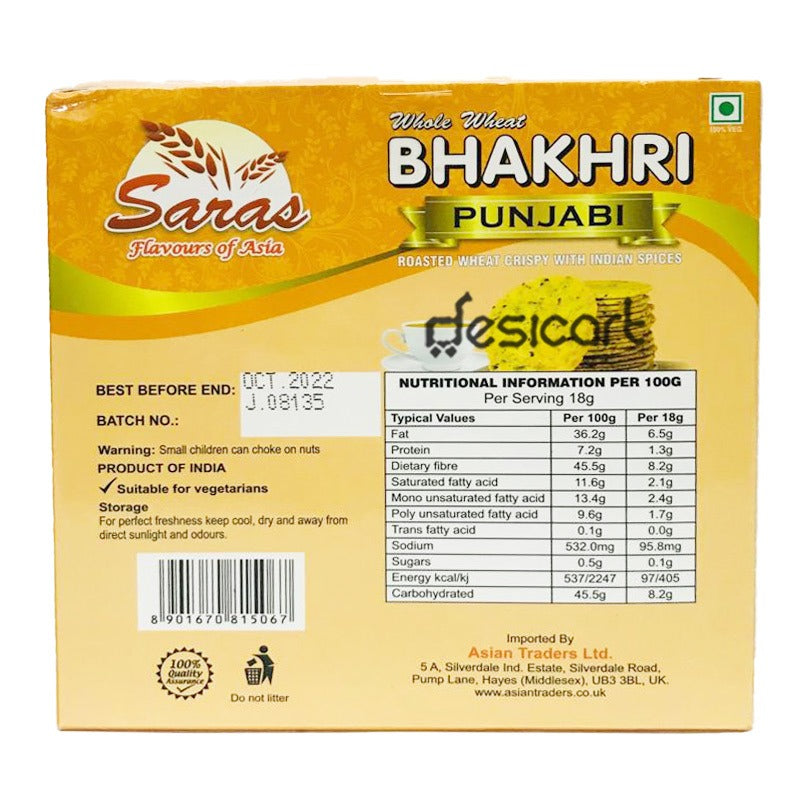 Saras
Flavours of Asia
Whole Wheat
BHAKHRI
PUNJABI
ROASTED WHEAT CRISPY WITH INDIAN SPICES
100% VEG.
desicart
BEST BEFORE END: OCT.2022
BATCH NO.: J.08135
Warning: Small children can choke on nuts
PRODUCT OF INDIA
✓ Suitable for vegetarians
Storage
For perfect freshness keep cool, dry and away from
direct sunlight and odours.
8 901670 815067
100%
Quality
Assurance
Do not litter
NUTRITIONAL INFORMATION PER 100G
Per Serving 18g
Typical Values Per 100g Per 18g
Fat 36.2g 6.5g
Protein 7.2g 1.3g
Dietary fibre 45.5g 8.2g
Saturated fatty acid 11.6g 2.1g
Mono unsaturated fatty acid 13.4g 2.4g
Poly unsaturated fatty acid 9.6g 1.7g
Trans fatty acid 0.1g 0.0g
Sodium 532.0mg 95.8mg
Sugars 0.5g 0.1g
Energy kcal/kj 537/2247 97/405
Carbohydrated 45.5g 8.2g
Imported By
Asian Traders Ltd.
5 A, Silverdale Ind. Estate, Silverdale Road,
Pump Lane, Hayes (Middlesex), UB3 3BL, UK.
www.asiantraders.co.uk